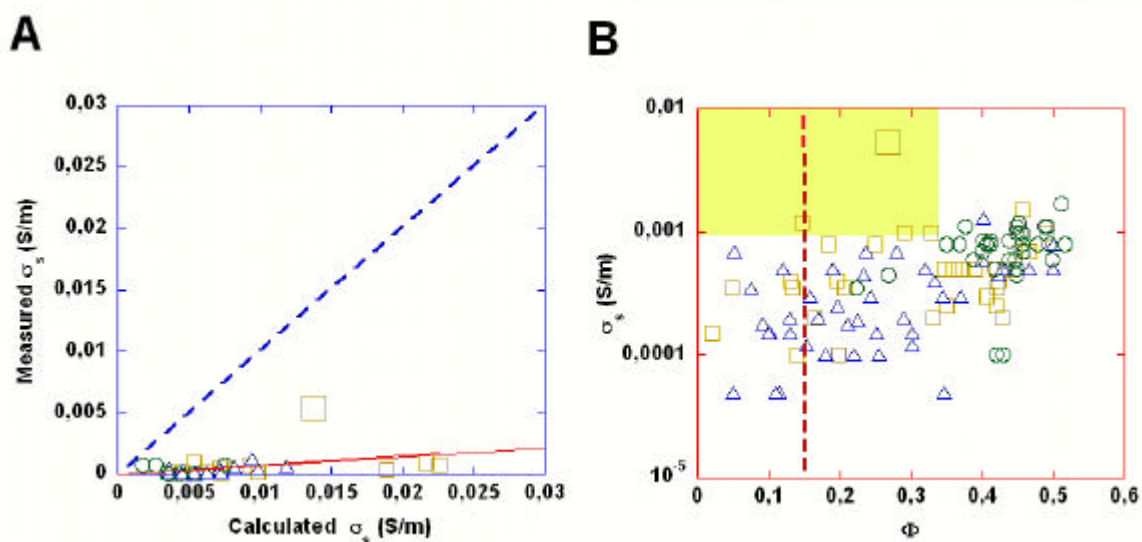 A
B
0,03
0,025
0,02
0,015
0,01
0,005
0
Measured σs (S/m)
0 0,005 0,01 0,015 0,02 0,025 0,03
Calculated σs (S/m)
0,01
0,001
0,0001
10-5
σs (S/m)
0 0,1 0,2 0,3 0,4 0,5 0,6
Φ